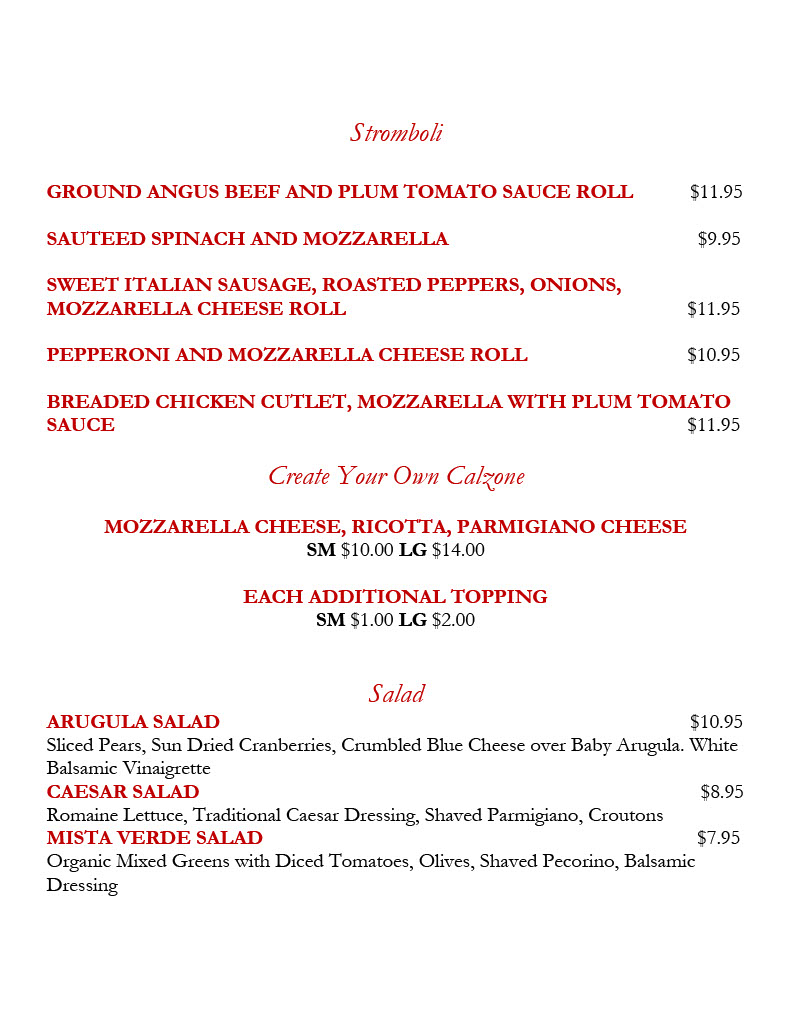 Stromboli
GROUND ANGUS BEEF AND PLUM TOMATO SAUCE ROLL $11.95
SAUTEED SPINACH AND MOZZARELLA $9.95
SWEET ITALIAN SAUSAGE, ROASTED PEPPERS, ONIONS,
MOZZARELLA CHEESE ROLL $11.95
PEPPERONI AND MOZZARELLA CHEESE ROLL $10.95
BREADED CHICKEN CUTLET, MOZZARELLA WITH PLUM TOMATO
SAUCE $11.95
Create Your Own Calzone
MOZZARELLA CHEESE, RICOTTA, PARMIGIANO CHEESE
SM $10.00 LG $14.00
EACH ADDITIONAL TOPPING
SM $1.00 LG $2.00
Salad
ARUGULA SALAD $10.95
Sliced Pears, Sun Dried Cranberries, Crumbled Blue Cheese over Baby Arugula. White
Balsamic Vinaigrette
CAESAR SALAD $8.95
Romaine Lettuce, Traditional Caesar Dressing, Shaved Parmigiano, Croutons
MISTA VERDE SALAD $7.95
Organic Mixed Greens with Diced Tomatoes, Olives, Shaved Pecorino, Balsamic
Dressing